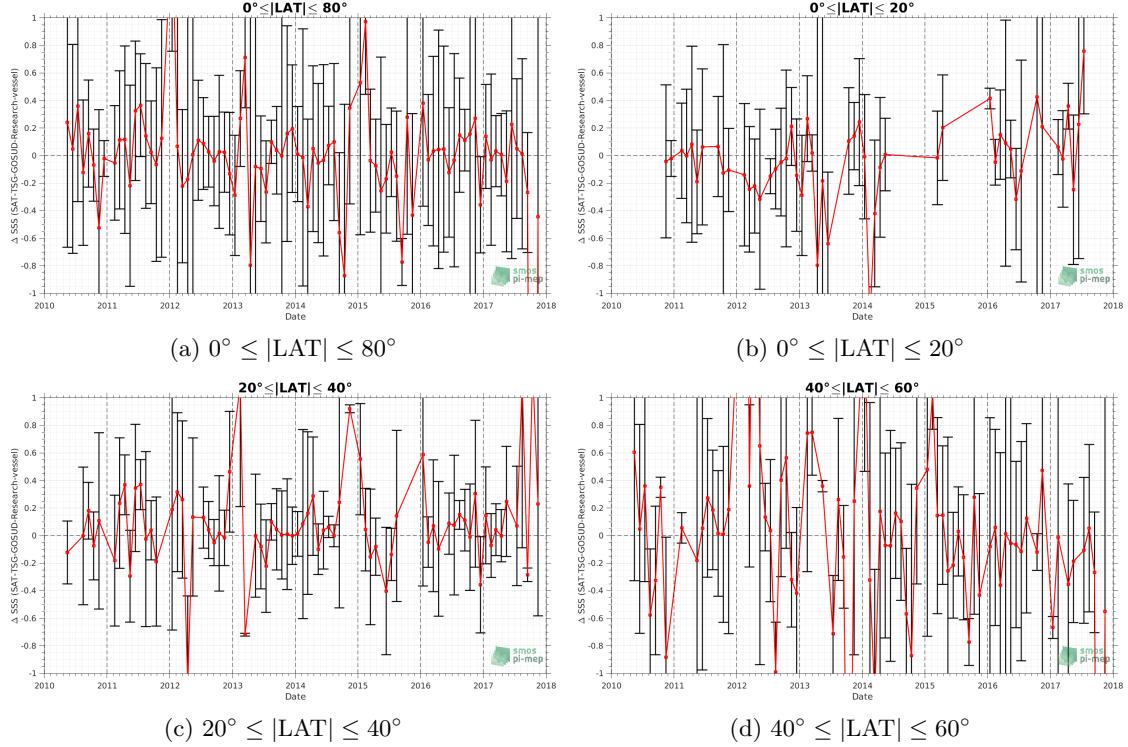 0°≤|LAT|≤ 80°
Δ SSS (SAT-TSG-GOSUD-Research-vessel)
1
0.8
0.6
0.4
0.2
0
-0.2
-0.4
-0.6
-0.8
-1
2010 2011 2012 2013 2014 2015 2016 2017 2018
Date
smos
pi-mep
(a) 0° ≤ |LAT| ≤ 80°
0°≤|LAT|≤ 20°
Δ SSS (SAT-TSG-GOSUD-Research-vessel)
1
0.8
0.6
0.4
0.2
0
-0.2
-0.4
-0.6
-0.8
-1
2010 2011 2012 2013 2014 2015 2016 2017 2018
Date
smos
pi-mep
(b) 0° ≤ |LAT| ≤ 20°
20°≤|LAT|≤ 40°
Δ SSS (SAT-TSG-GOSUD-Research-vessel)
1
0.8
0.6
0.4
0.2
0
-0.2
-0.4
-0.6
-0.8
-1
2010 2011 2012 2013 2014 2015 2016 2017 2018
Date
smos
pi-mep
(c) 20° ≤ |LAT| ≤ 40°
40°≤|LAT|≤ 60°
Δ SSS (SAT-TSG-GOSUD-Research-vessel)
1
0.8
0.6
0.4
0.2
0
-0.2
-0.4
-0.6
-0.8
-1
2010 2011 2012 2013 2014 2015 2016 2017 2018
Date
smos
pi-mep
(d) 40° ≤ |LAT| ≤ 60°